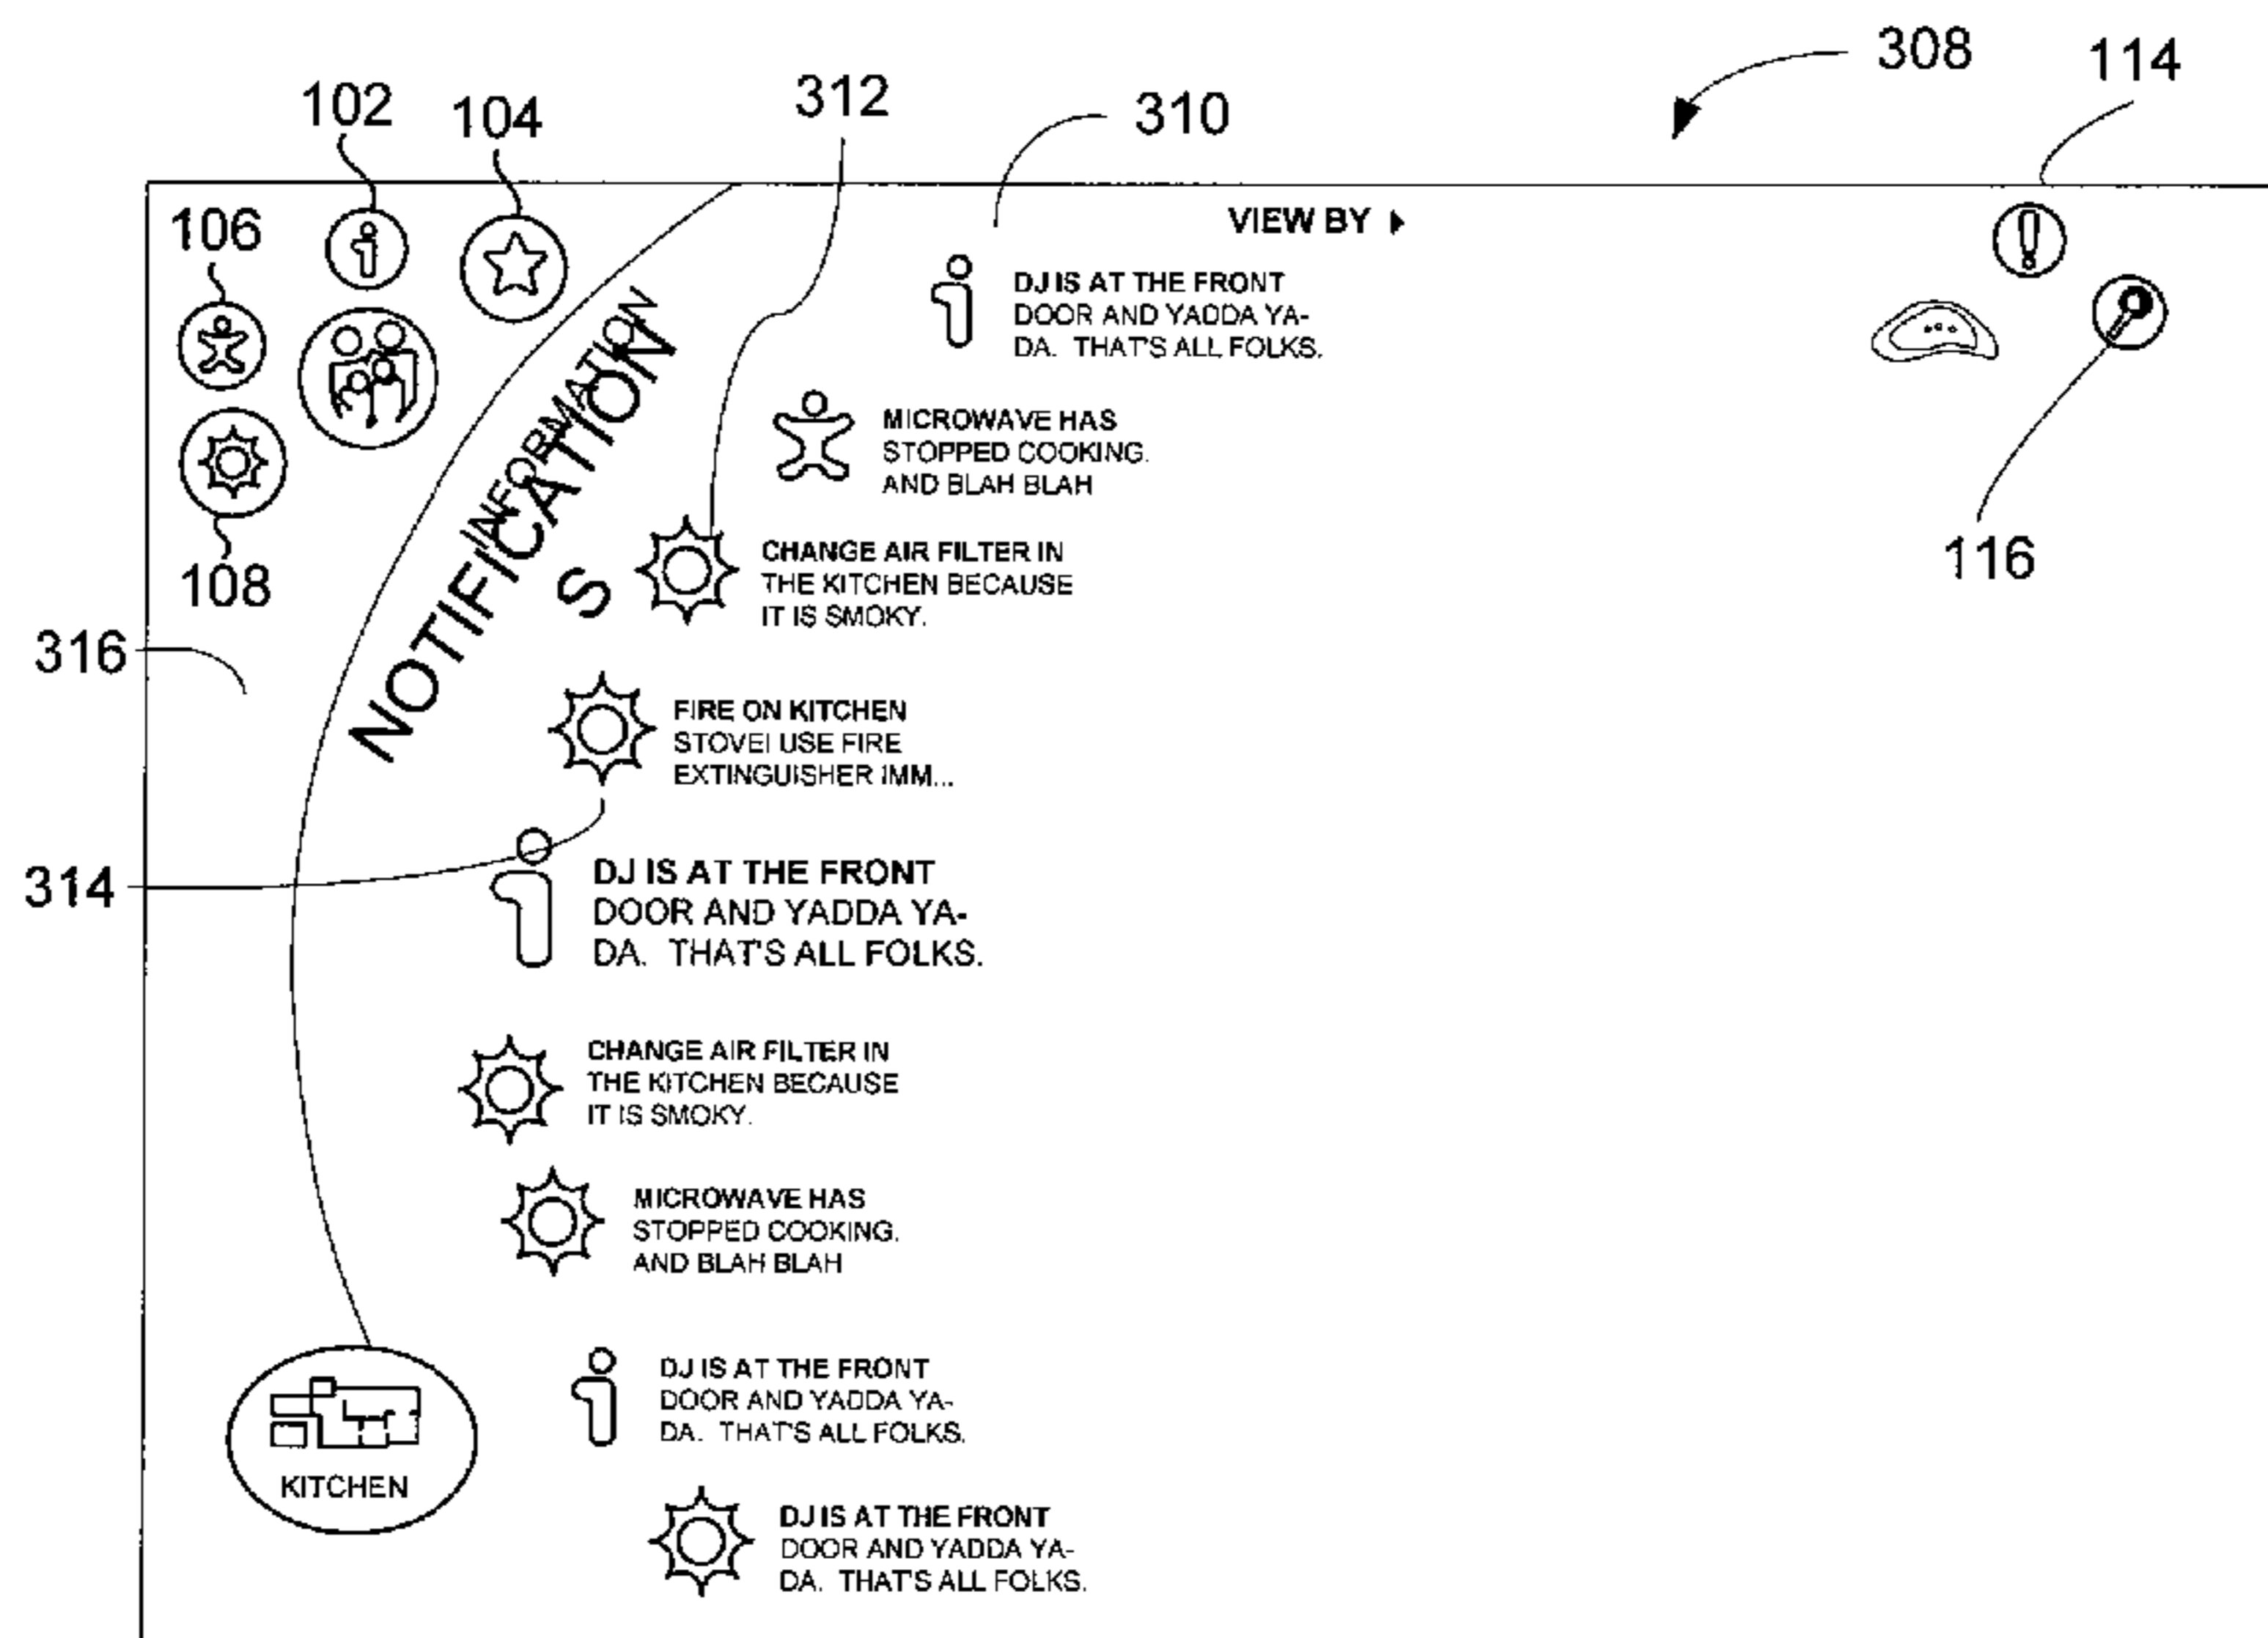 308
114
102
104
312
310
106
VIEW BY
DJ IS AT THE FRONT
DOOR AND YADDA YA-
DA. THAT'S ALL FOLKS.
INFORMATION
NOTIFICATION
S
MICROWAVE HAS
STOPPED COOKING.
AND BLAH BLAH
CHANGE AIR FILTER IN
THE KITCHEN BECAUSE
IT IS SMOKY.
116
108
316
FIRE ON KITCHEN
STOVE! USE FIRE
EXTINGUISHER IMM...
314
DJ IS AT THE FRONT
DOOR AND YADDA YA-
DA. THAT'S ALL FOLKS.
CHANGE AIR FILTER IN
THE KITCHEN BECAUSE
IT IS SMOKY.
MICROWAVE HAS
STOPPED COOKING.
AND BLAH BLAH
DJ IS AT THE FRONT
DOOR AND YADDA YA-
DA. THAT'S ALL FOLKS.
KITCHEN
DJ IS AT THE FRONT
DOOR AND YADDA YA-
DA. THAT'S ALL FOLKS.